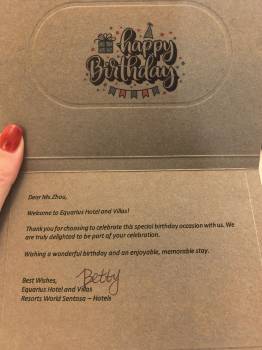 happy
Birthday
Dear Ms.Zhou,
Welcome to Equarius Hotel and Villas!
Thank you for choosing to celebrate this special birthday occasion with us. We
are truly delighted to be part of your celebration.
Wishing a wonderful birthday and an enjoyable, memorable stay.
Best Wishes,
Betty
Equarius Hotel and Villas
Resorts World Sentosa – Hotels